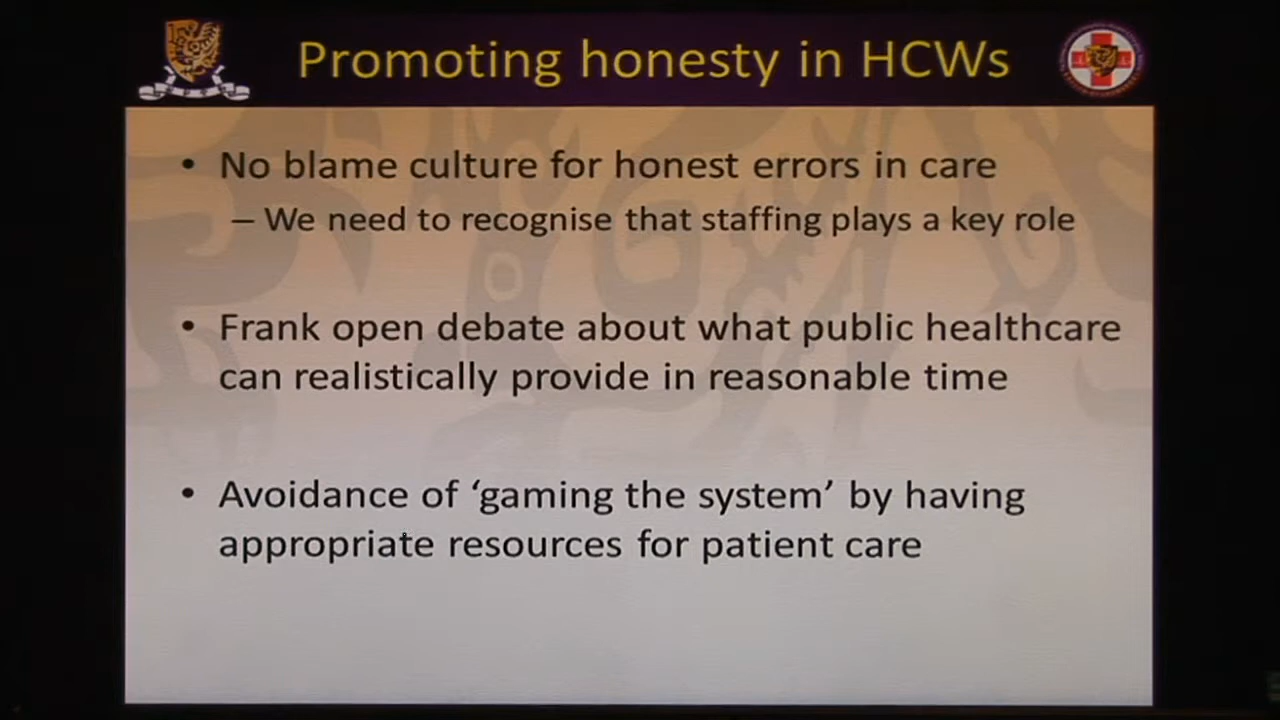 Promoting honesty in HCWs
• No blame culture for honest errors in care
– We need to recognise that staffing plays a key role
• Frank open debate about what public healthcare
can realistically provide in reasonable time
• Avoidance of ‘gaming the system’ by having
appropriate resources for patient care